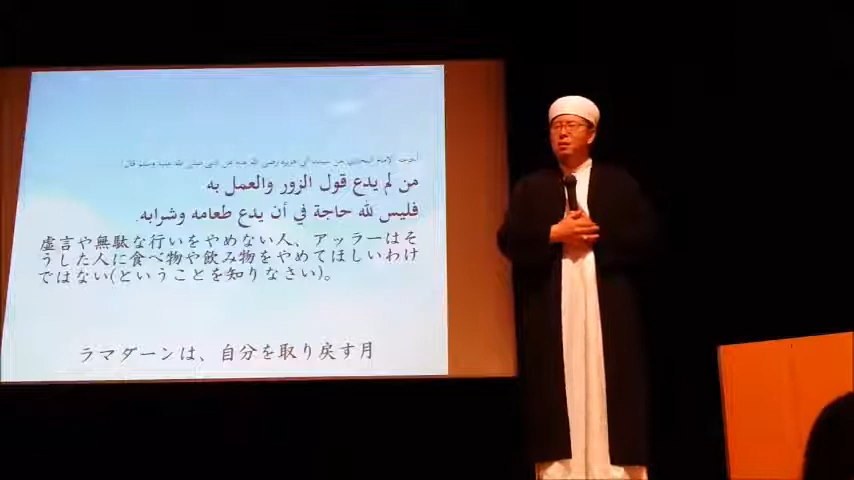 من لم يدع قول الزور والعمل به
فليس لله حاجة في أن يدع طعامه وشرابه.
虚言や無駄な行いをやめない人、アッラーはそ
うした人に食べ物や飲み物をやめてほしいわけ
ではない(ということを知りなさい)。
ラマダーンは、自分を取り戻す月